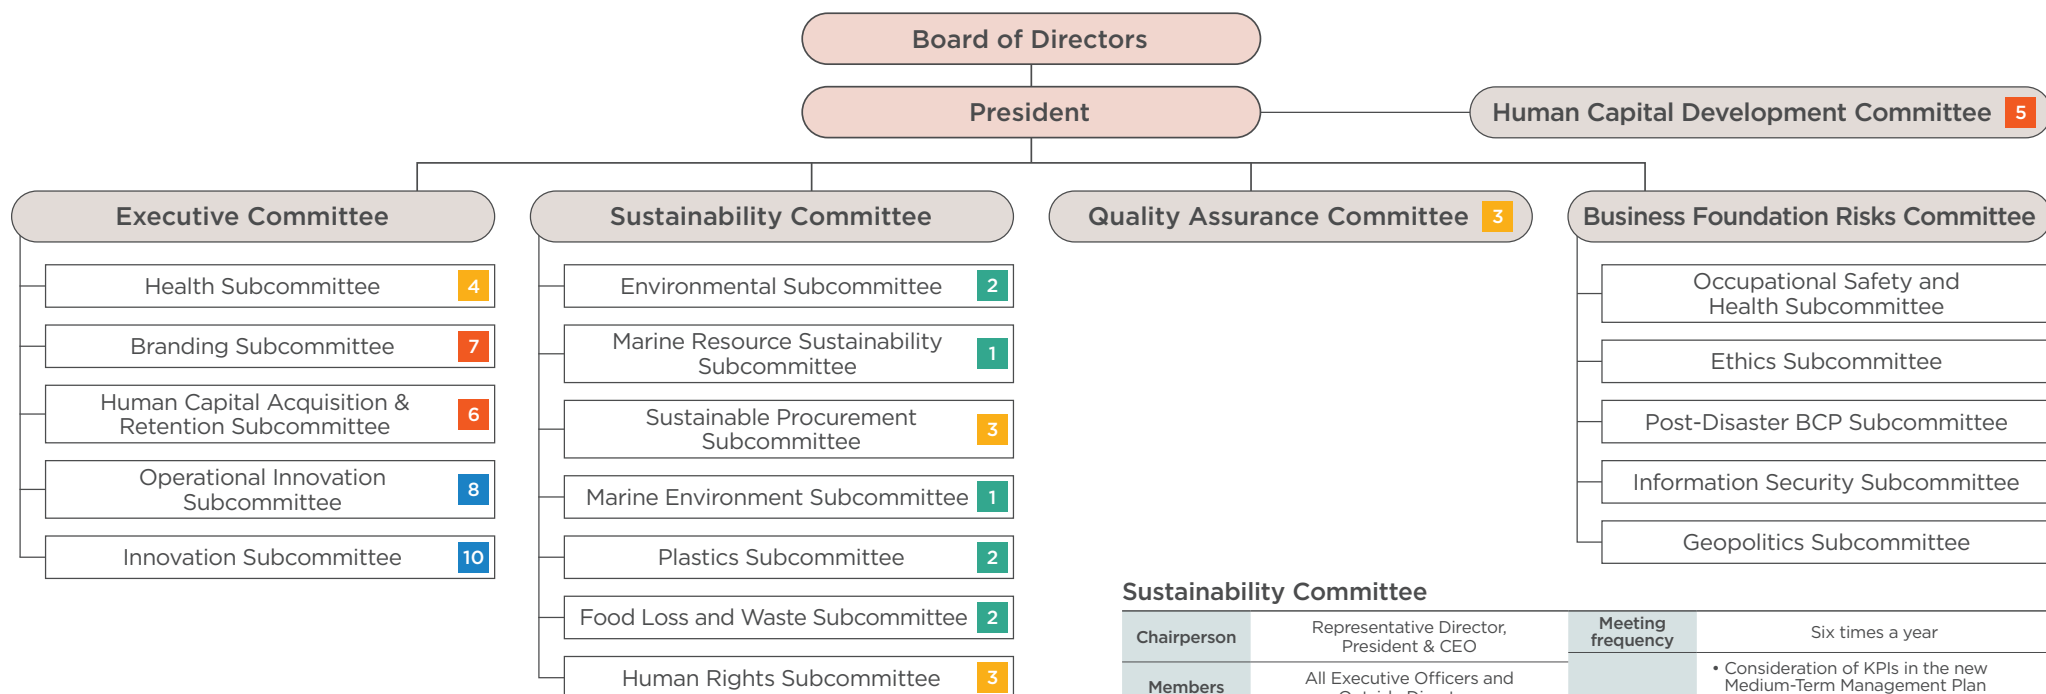 Board of Directors
President
Human Capital Development Committee 5
Executive Committee
Health Subcommittee 4
Branding Subcommittee 7
Human Capital Acquisition &
Retention Subcommittee 6
Operational Innovation
Subcommittee 8
Innovation Subcommittee 10
Sustainability Committee
Environmental Subcommittee 2
Marine Resource Sustainability
Subcommittee 1
Sustainable Procurement
Subcommittee 3
Marine Environment Subcommittee 1
Plastics Subcommittee 2
Food Loss and Waste Subcommittee 2
Human Rights Subcommittee 3
Quality Assurance Committee 3
Business Foundation Risks Committee
Occupational Safety and
Health Subcommittee
Ethics Subcommittee
Post-Disaster BCP Subcommittee
Information Security Subcommittee
Geopolitics Subcommittee
Sustainability Committee
Chairperson
Representative Director,
President & CEO
Meeting
frequency
Six times a year
Members
All Executive Officers and
• Consideration of KPIs in the new
Medium-Term Management Plan